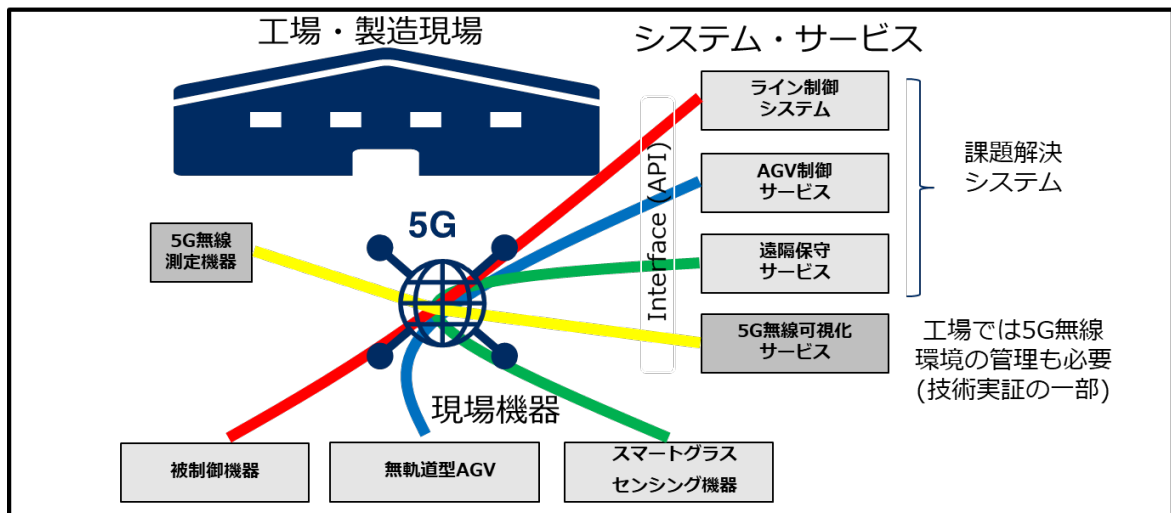 工場・製造現場
システム・サービス
ライン制御
システム
AGV制御
サービス
遠隔保守
サービス
5G無線可視化
サービス
Interface (API)
課題解決
システム
工場では5G無線
環境の管理も必要
(技術実証の一部)
5G
5G無線
測定機器
現場機器
被制御機器
無軌道型AGV
スマートグラス
センシング機器